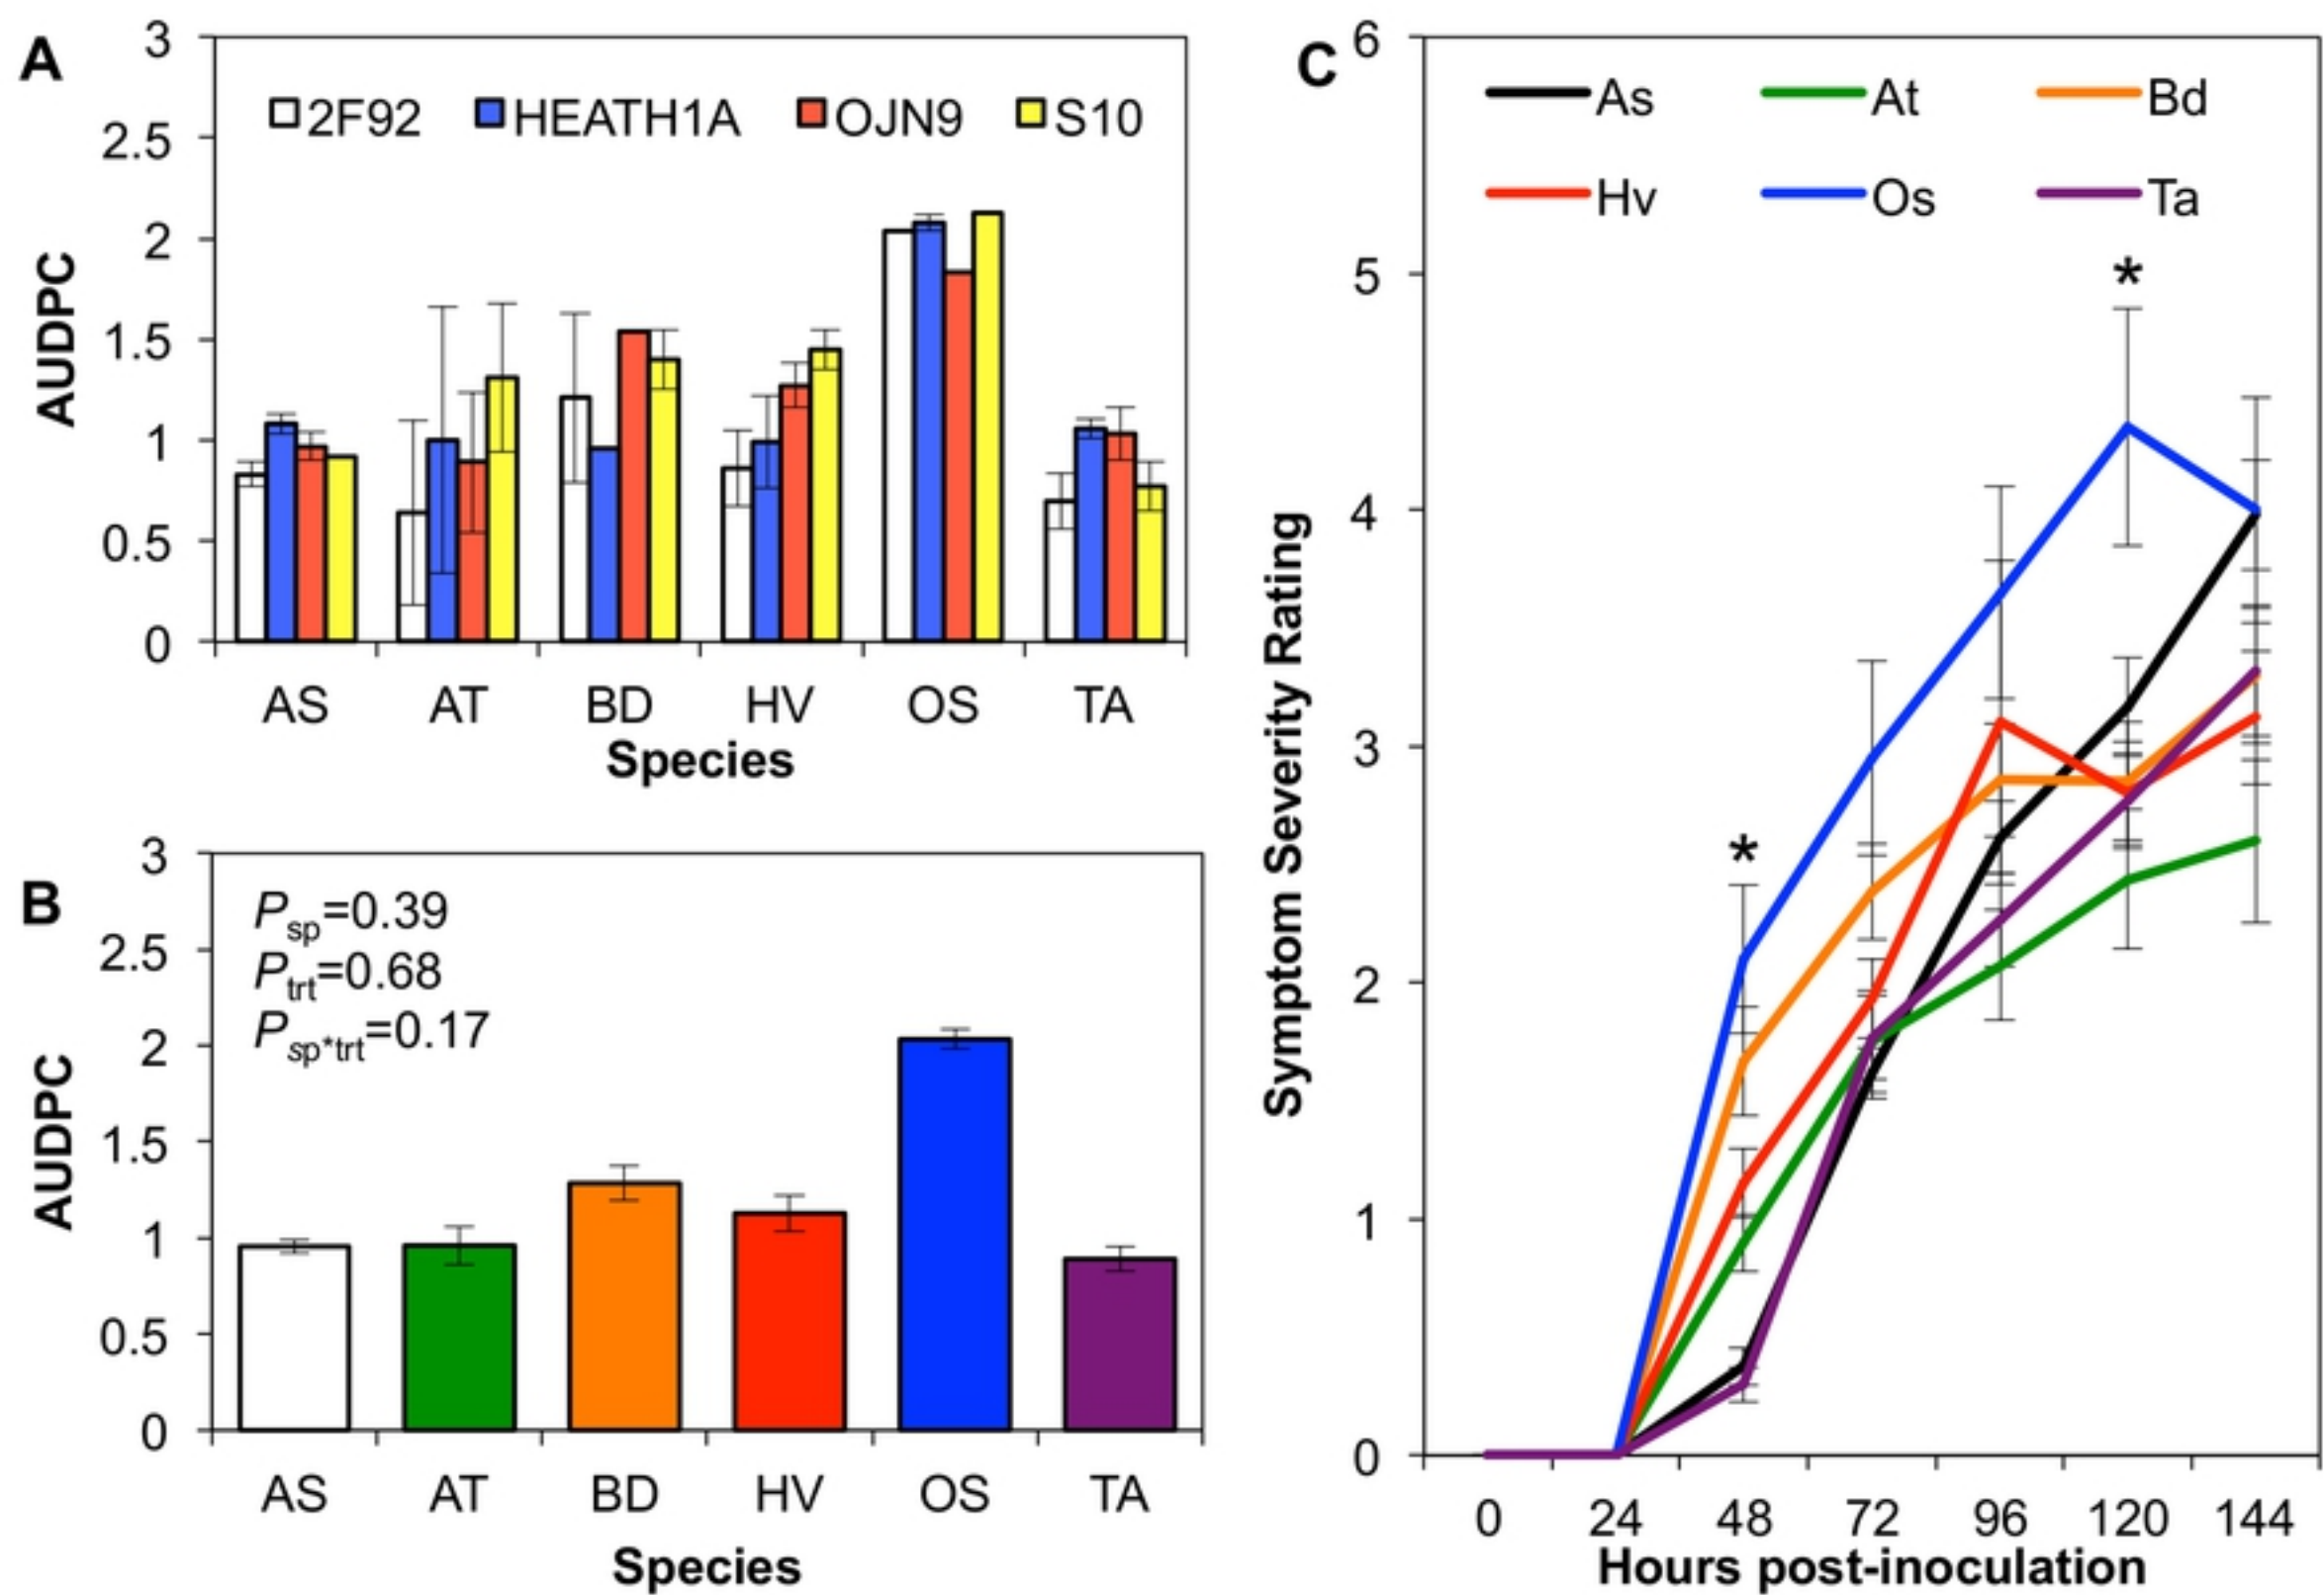 A
3
2.5
2
1.5
1
0.5
0
AUDPC
2F92 HEATH1A OJN9 S10
AS AT BD HV OS TA
Species
B
3
2.5
2
1.5
1
0.5
0
AUDPC
Psp=0.39
Ptrt=0.68
Psp*trt=0.17
AS AT BD HV OS TA
Species
C
6
5
4
3
2
1
0
Symptom Severity Rating
As At Bd
Hv Os Ta
*
*
0 24 48 72 96 120 144
Hours post-inoculation